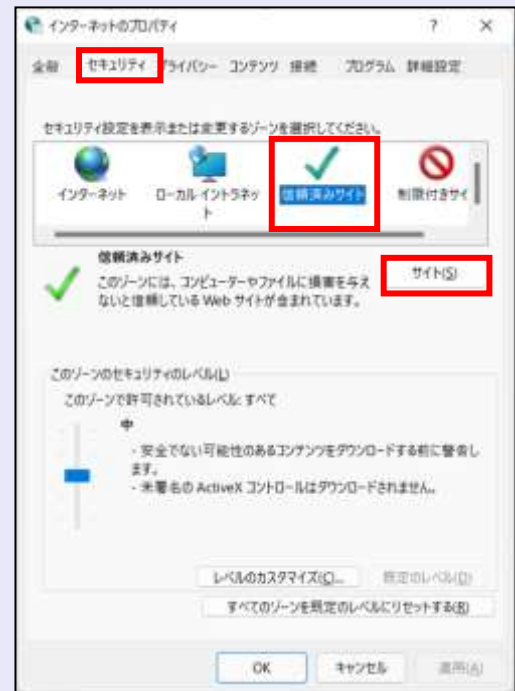 インターネットのプロパティ
? ×
全般 セキュリティ プライバシー コンテンツ 接続 プログラム 詳細設定
セキュリティ設定を表示または変更するゾーンを選択してください。
インターネット ローカル イントラネット 信頼済みサイト 制限付きサイ
信頼済みサイト
サイト(S)
このゾーンには、コンピューターやファイルに損害を与え
ないと信頼している Web サイトが含まれています。
このゾーンのセキュリティのレベル(L)
このゾーンで許可されているレベル: すべて
中
- 安全でない可能性のあるコンテンツをダウンロードする前に警告し
ます。
- 未署名の ActiveX コントロールはダウンロードされません。
レベルのカスタマイズ(C)... 既定のレベル(D)
すべてのゾーンを既定のレベルにリセットする(R)
OK キャンセル 適用(A)